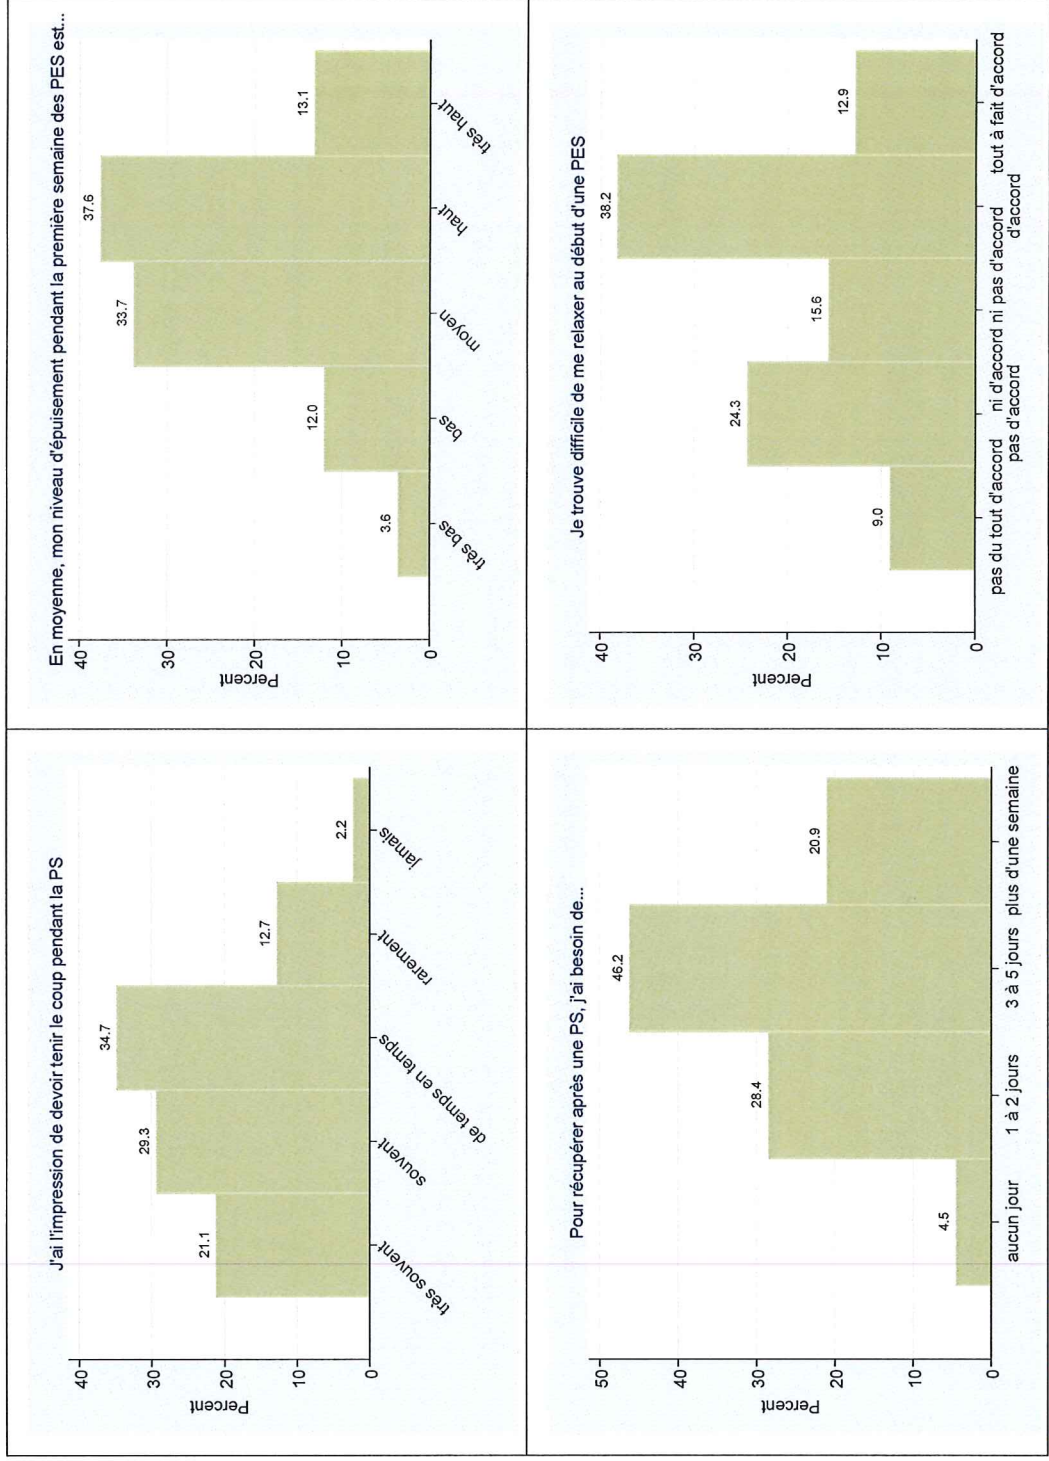 J'ai l'impression de devoir tenir le coup pendant la PS
Percent
40
30
20
10
0
21.1
29.3
34.7
12.7
2.2
très souvent
souvent
de temps en temps
rarement
jamais
En moyenne, mon niveau d'épuisement pendant la première semaine des PES est...
Percent
40
30
20
10
0
3.6
12.0
33.7
37.6
13.1
très bas
bas
moyen
haut
très haut
Pour récupérer après une PS, j'ai besoin de...
Percent
50
40
30
20
10
0
4.5
28.4
46.2
20.9
aucun jour
1 à 2 jours
3 à 5 jours
plus d'une semaine
Je trouve difficile de me relaxer au début d'une PES
Percent
40
30
20
10
0
9.0
24.3
15.6
38.2
12.9
pas du tout d'accord
pas d'accord
ni d'accord ni pas d'accord
d'accord
tout à fait d'accord